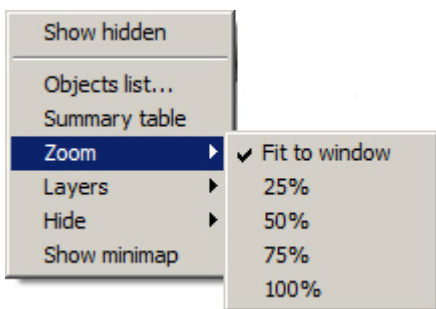 Show hidden
Objects list...
Summary table
Zoom
Layers
Hide
Show minimap
Fit to window
25%
50%
75%
100%